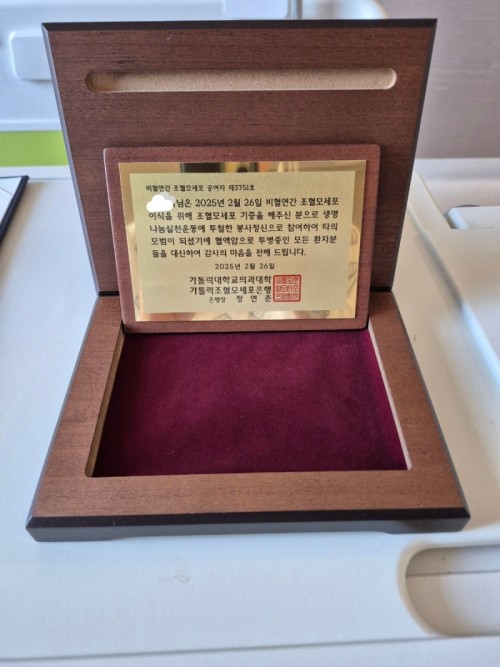 비혈연간 조혈모세포 공여자 제3751호
님은 2025년 2월 26일 비혈연간 조혈모세포
이식을 위해 조혈모세포 기증을 해주신 분으로 생명
나눔실천운동에 투철한 봉사정신으로 참여하여 타의
모범이 되셨기에 혈액암으로 투병중인 모든 환자분
들을 대신하여 감사의 마음을 전해 드립니다.
2025년 2월 26일
가톨릭대학교의과대학
가톨릭조혈모세포은행
은행장 정 연 준